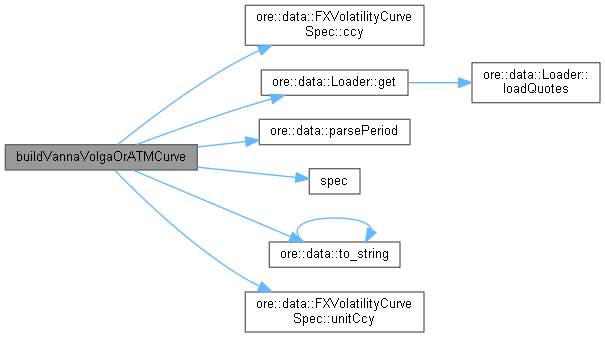 ore::data::FXVolatilityCurve
Spec::ccy
ore::data::Loader::get
ore::data::Loader::
loadQuotes
ore::data::parsePeriod
buildVannaVolgaOrATMCurve
spec
ore::data::to_string
ore::data::FXVolatilityCurve
Spec::unitCcy